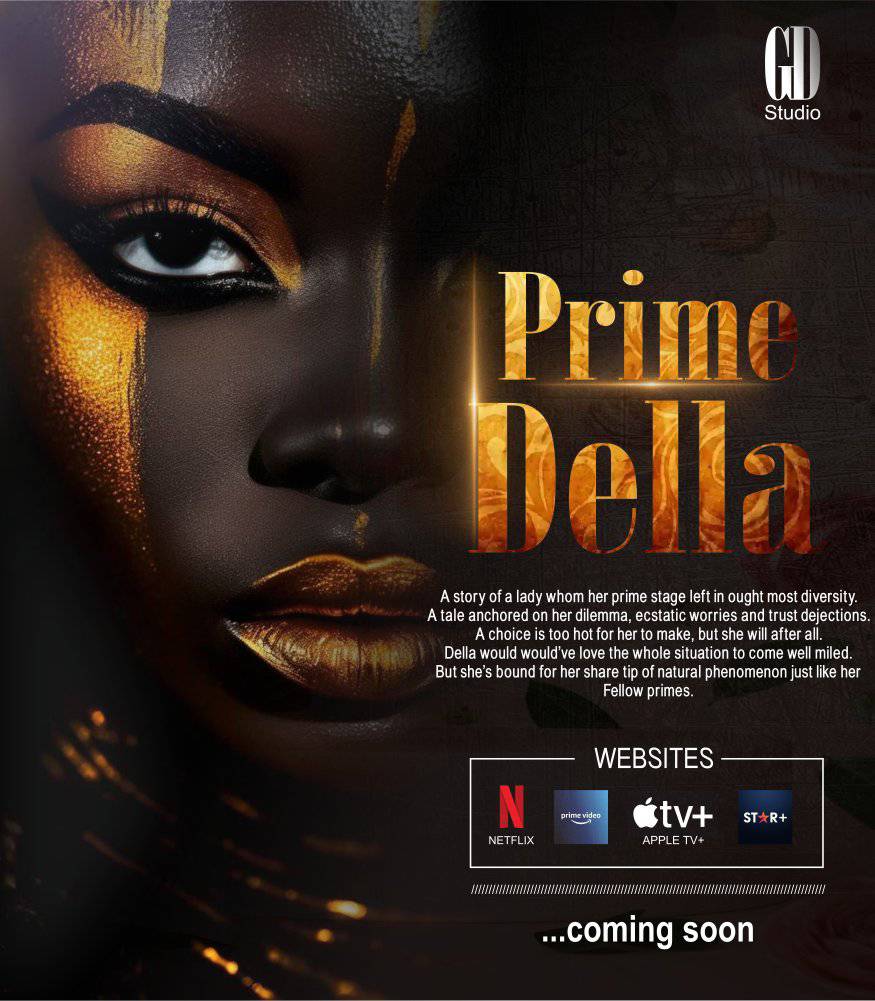 GD
Studio
Prime
Della
A story of a lady whom her prime stage left in ought most diversity.
A tale anchored on her dilemma, ecstatic worries and trust dejections.
A choice is too hot for her to make, but she will after all.
Della would would've love the whole situation to come well miled.
But she's bound for her share tip of natural phenomenon just like her
Fellow primes.
WEBSITES
N
prime video
tv+
ST★R+
NETFLIX
APPLE TV+
...coming soon